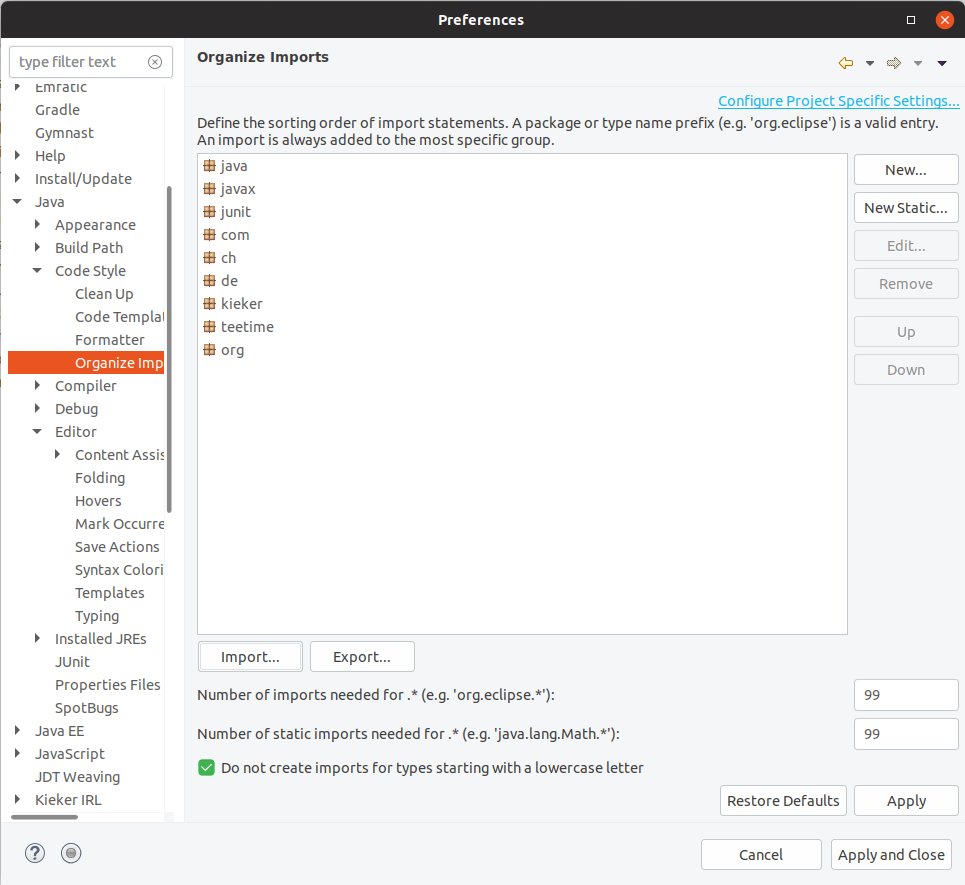 Preferences
type filter text
Emfatic
Gradle
Gymnast
Help
Install/Update
Java
Appearance
Build Path
Code Style
Clean Up
Code Templat
Formatter
Organize Imp
Compiler
Debug
Editor
Content Assis
Folding
Hovers
Mark Occurre
Save Actions
Syntax Colori
Templates
Typing
Installed JREs
JUnit
Properties Files
SpotBugs
Java EE
JavaScript
JDT Weaving
Kieker IRL
Organize Imports
Configure Project Specific Settings...
Define the sorting order of import statements. A package or type name prefix (e.g. 'org.eclipse') is a valid entry.
An import is always added to the most specific group.
java
javax
junit
com
ch
de
kieker
teetime
org
New...
New Static...
Edit...
Remove
Up
Down
Import...
Export...
Number of imports needed for .* (e.g. 'org.eclipse.*'):
99
Number of static imports needed for .* (e.g. 'java.lang.Math.*'):
99
Do not create imports for types starting with a lowercase letter
Restore Defaults
Apply
?
Cancel
Apply and Close